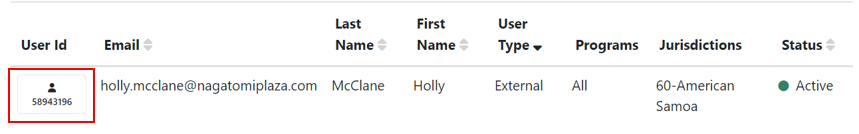 Last First User
User Id Email Name Name Type Programs Jurisdictions Status
58943196 holly.mcclane@nagatomiplaza.com McClane Holly External All 60-American Active
Samoa